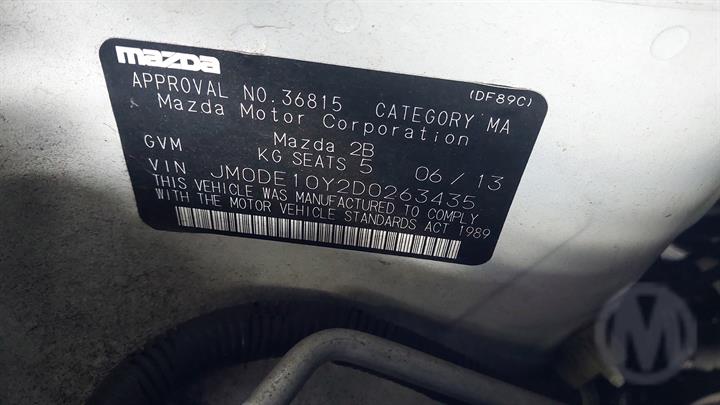 mazda
(DF89C)
APPROVAL NO.36815 CATEGORY MA
Mazda Motor Corporation
Mazda 2B
GVM KG SEATS 5 06/13
VIN JM0DE10Y2D0263435
THIS VEHICLE WAS MANUFACTURED TO COMPLY
WITH THE MOTOR VEHICLE STANDARDS ACT 1989
M